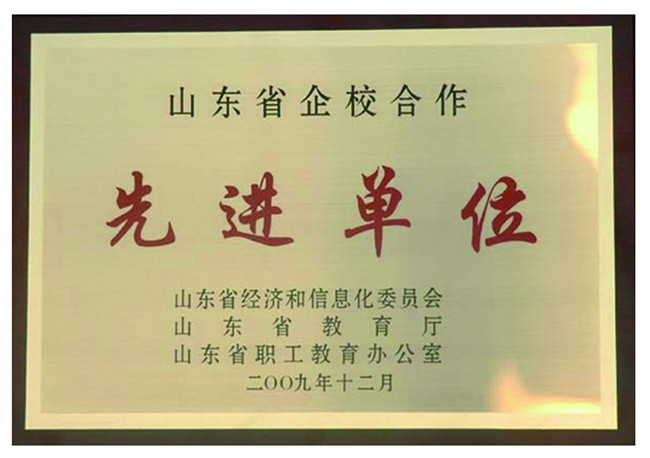 山东省企校合作
先进单位
山东省经济和信息化委员会
山东省教育厅
山东省职工教育办公室
二OO九年十二月